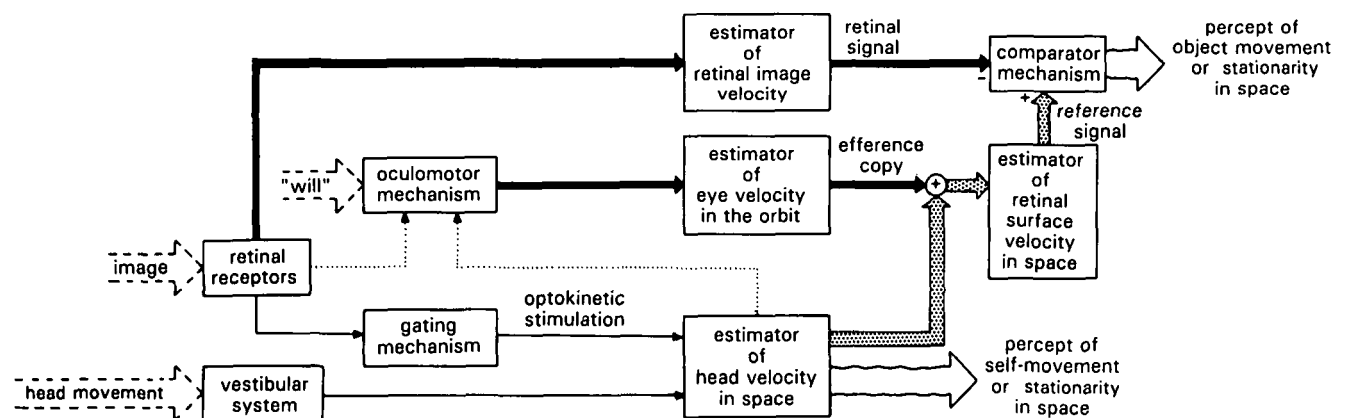 estimator
of
retinal image
velocity
retinal
signal
comparator
mechanism
-
+
percept of
object movement
or stationarity
in space
reference
signal
"will"
oculomotor
mechanism
estimator
of
eye velocity
in the orbit
efference
copy
+
estimator
of
retinal
surface
velocity
in space
image
retinal
receptors
gating
mechanism
optokinetic
stimulation
estimator
of
head velocity
in space
percept of
self-movement
or stationarity
in space
head movement
vestibular
system